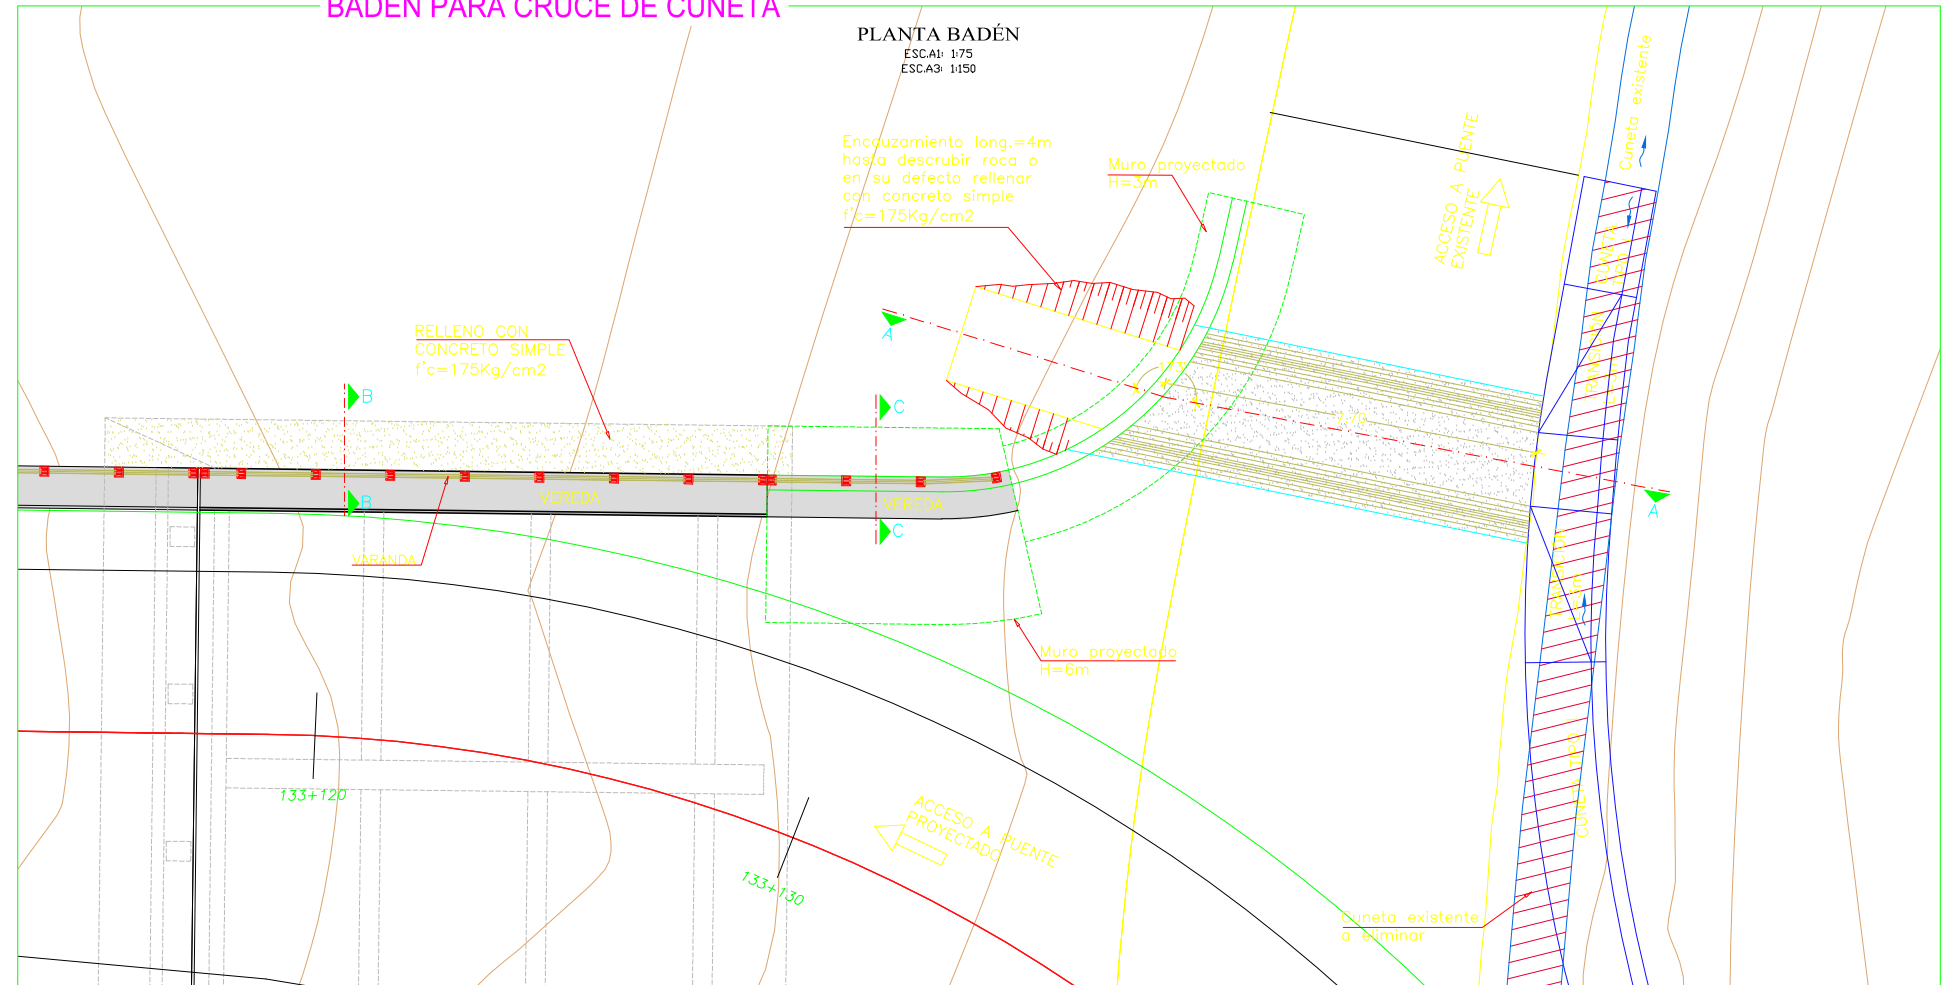 BADEN PARA CRUCE DE CUNETA
PLANTA BADÉN
ESC.A1: 1:75
ESC.A3: 1:150
Encauzamiento long.=4m
hasta descrubir roca o
en su defecto rellenar
con concreto simple
f'c=175Kg/cm2
Muro proyectado
H=3m
ACCESO A PUENTE
EXISTENTE
Cuneta existente
RELLENO CON
CONCRETO SIMPLE
f'c=175Kg/cm2
A
B
C
VEREDA
VEREDA
B
C
A
VARANDA
Muro proyectado
H=6m
133+120
133+130
ACCESO A PUENTE
PROYECTADO
CUNETA TIPO
Cuneta existente
a eliminar